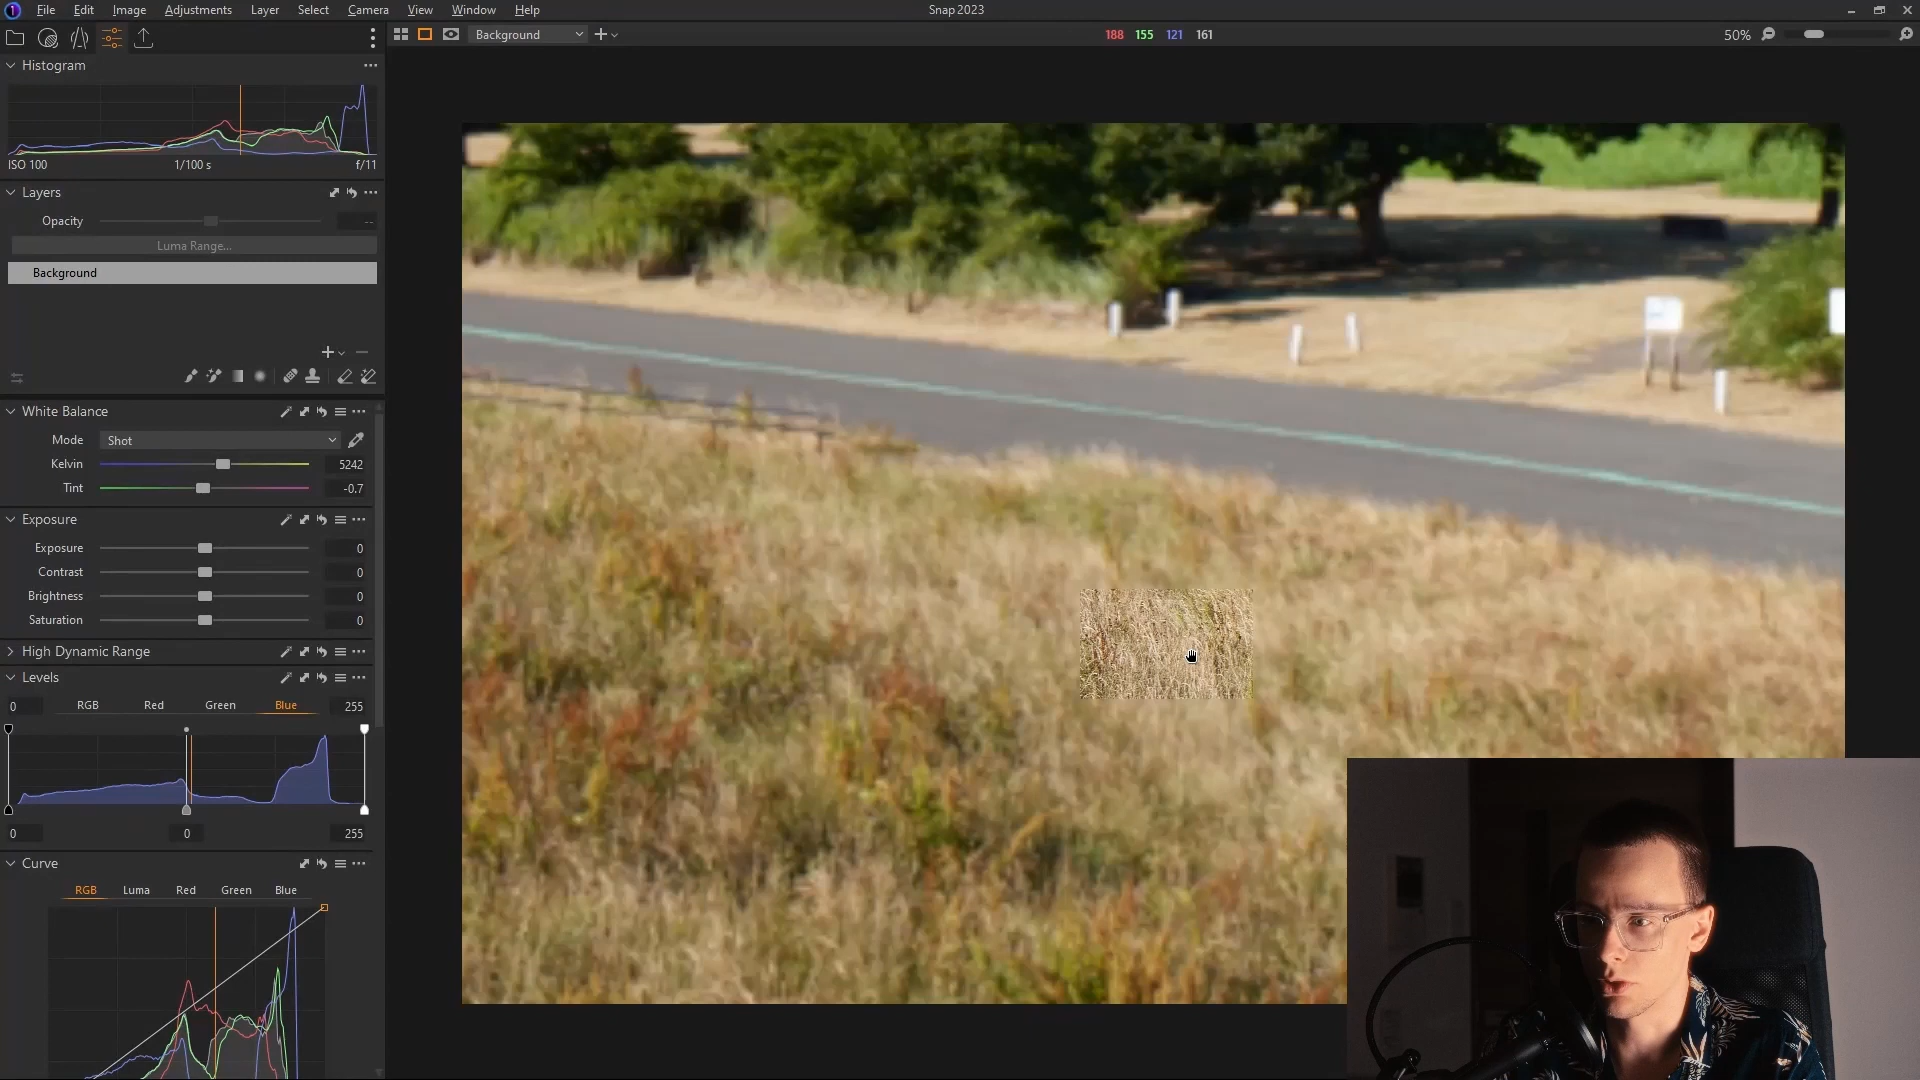 File Edit Image Adjustments Layer Select Camera View Window Help
Snap 2023
Background
188 155 121 161
50%
Histogram
ISO 100 1/100 s f/11
Layers
Opacity --
Luma Range...
Background
White Balance
Mode Shot
Kelvin 5242
Tint -0.7
Exposure
Exposure 0
Contrast 0
Brightness 0
Saturation 0
High Dynamic Range
Levels
0 RGB Red Green Blue 255
0 0 255
Curve
RGB Luma Red Green Blue